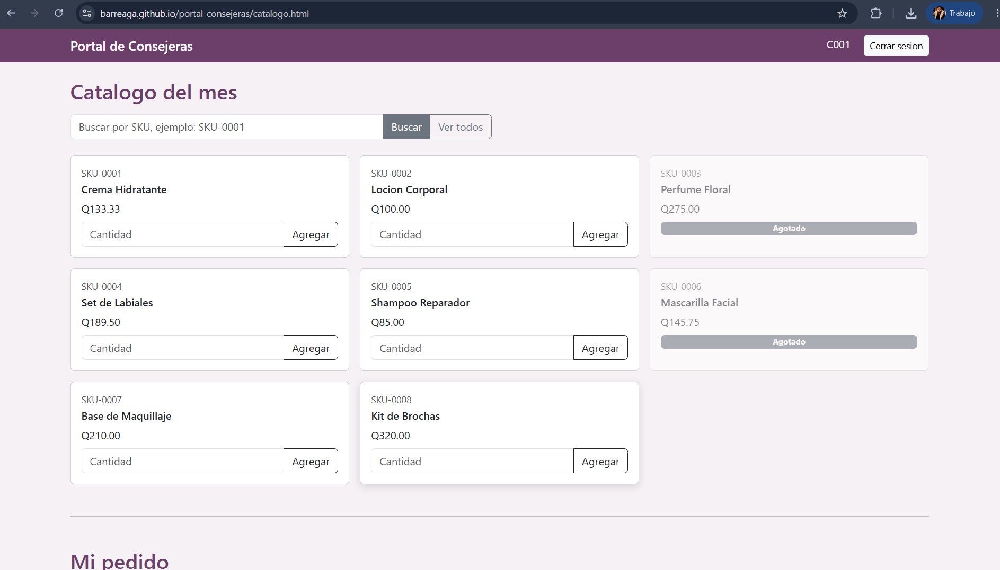 barreaga.github.io/portal-consejeras/catalogo.html
Trabajo
Portal de Consejeras
C001
Cerrar sesion
Catalogo del mes
Buscar por SKU, ejemplo: SKU-0001
Buscar
Ver todos
SKU-0001
Crema Hidratante
Q133.33
Cantidad
Agregar
SKU-0002
Locion Corporal
Q100.00
Cantidad
Agregar
SKU-0003
Perfume Floral
Q275.00
Agotado
SKU-0004
Set de Labiales
Q189.50
Cantidad
Agregar
SKU-0005
Shampoo Reparador
Q85.00
Cantidad
Agregar
SKU-0006
Mascarilla Facial
Q145.75
Agotado
SKU-0007
Base de Maquillaje
Q210.00
Cantidad
Agregar
SKU-0008
Kit de Brochas
Q320.00
Cantidad
Agregar
Mi pedido